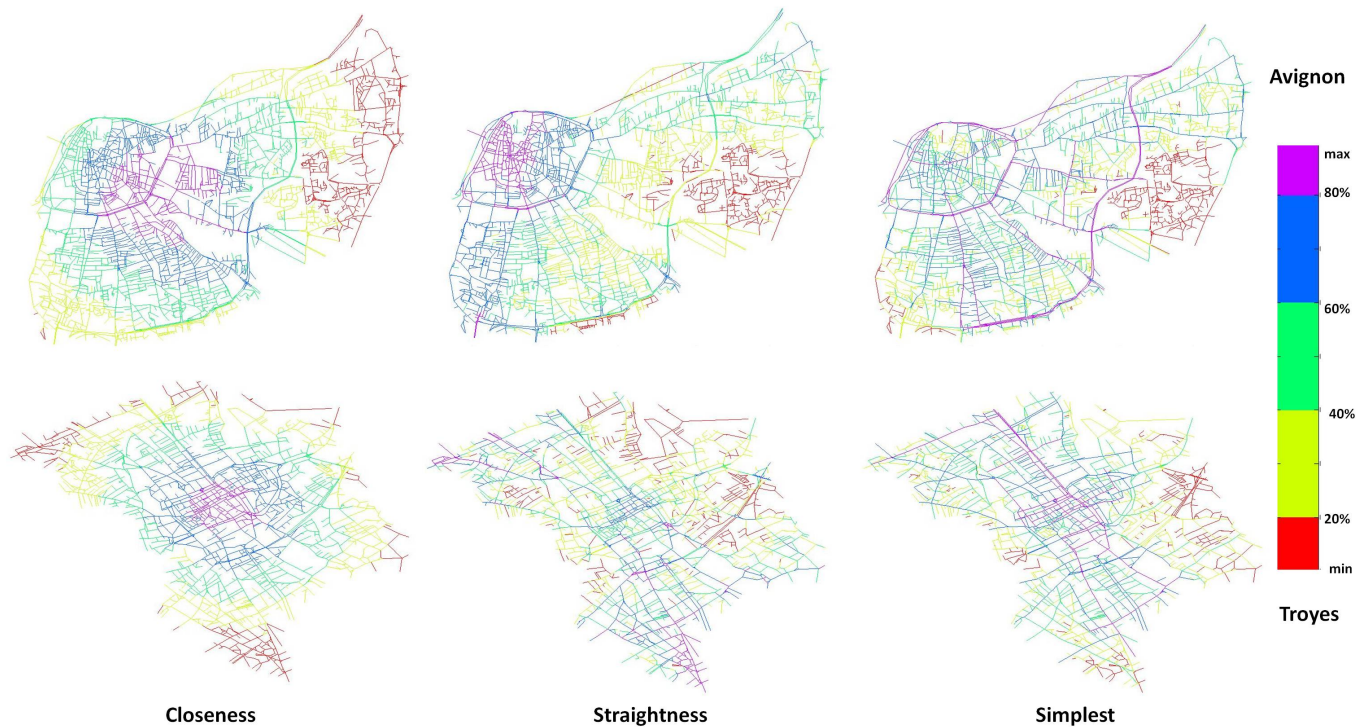 Avignon
max
80%
60%
40%
20%
min
Troyes
Closeness
Straightness
Simplest